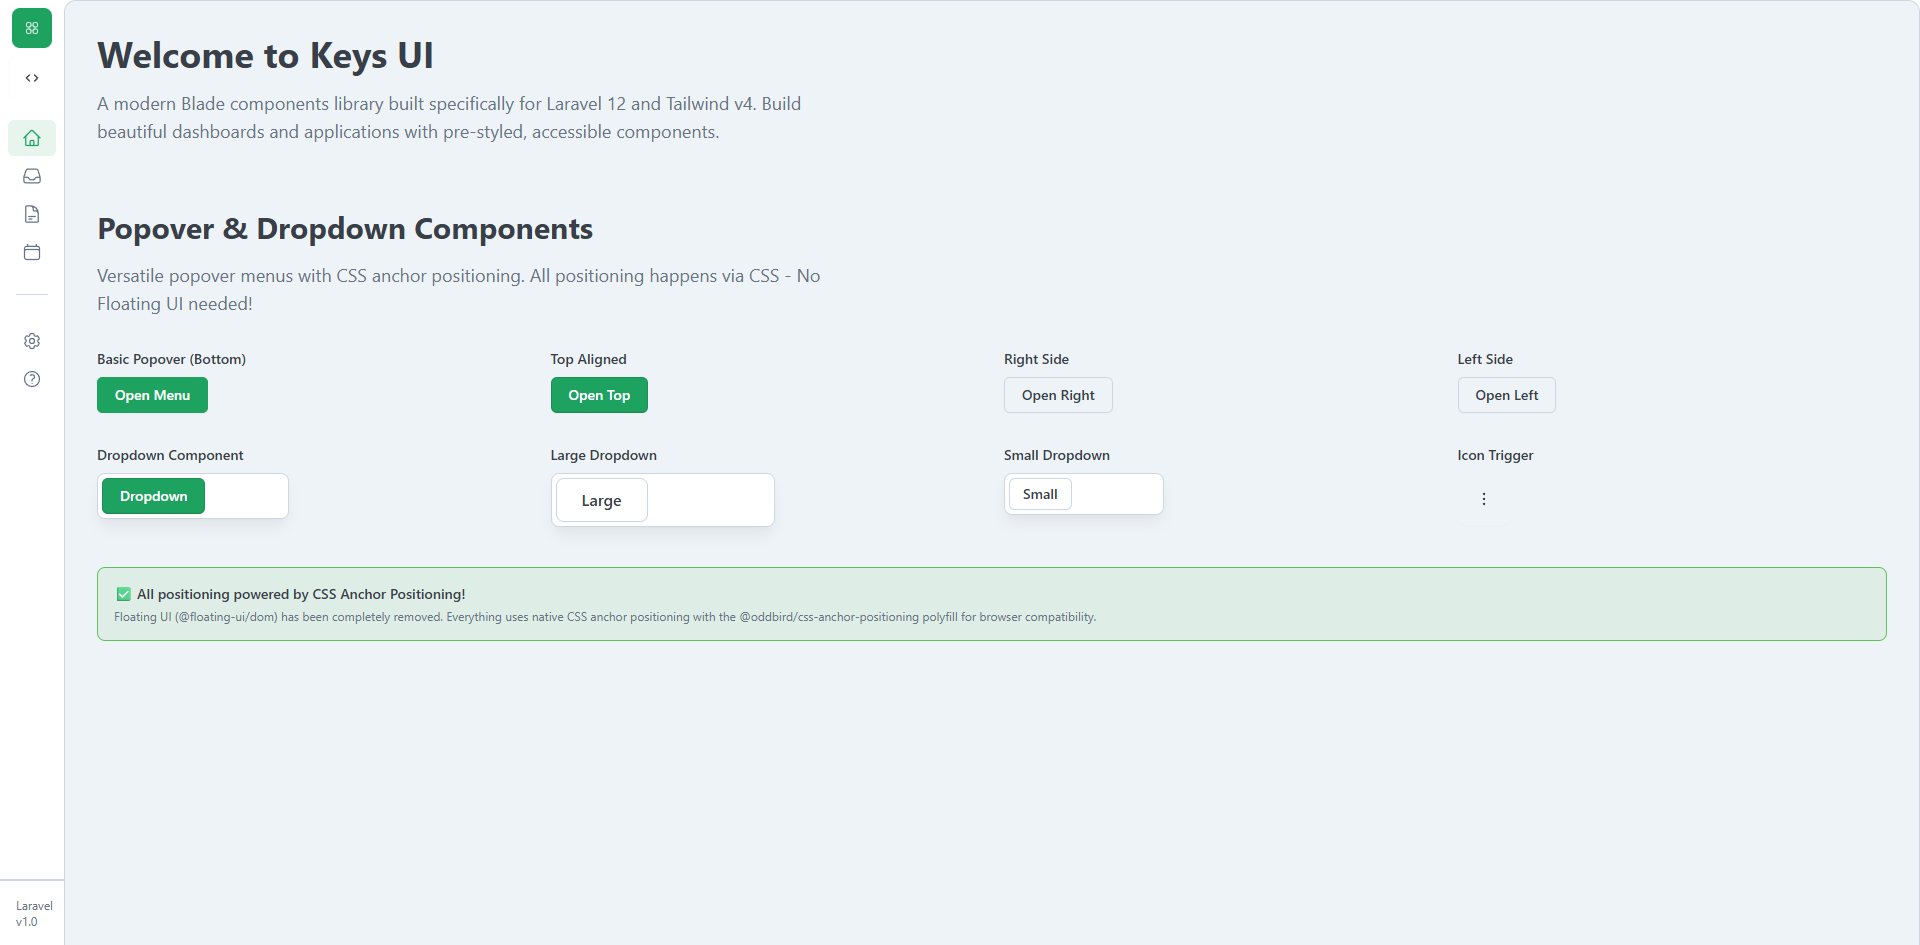 Welcome to Keys UI
A modern Blade components library built specifically for Laravel 12 and Tailwind v4. Build
beautiful dashboards and applications with pre-styled, accessible components.
Popover & Dropdown Components
Versatile popover menus with CSS anchor positioning. All positioning happens via CSS - No
Floating UI needed!
Basic Popover (Bottom)
Open Menu
Top Aligned
Open Top
Right Side
Open Right
Left Side
Open Left
Dropdown Component
Dropdown
Large Dropdown
Large
Small Dropdown
Small
Icon Trigger
✅ All positioning powered by CSS Anchor Positioning!
Floating UI (@floating-ui/dom) has been completely removed. Everything uses native CSS anchor positioning with the @oddbird/css-anchor-positioning polyfill for browser compatibility.
Laravel
v1.0